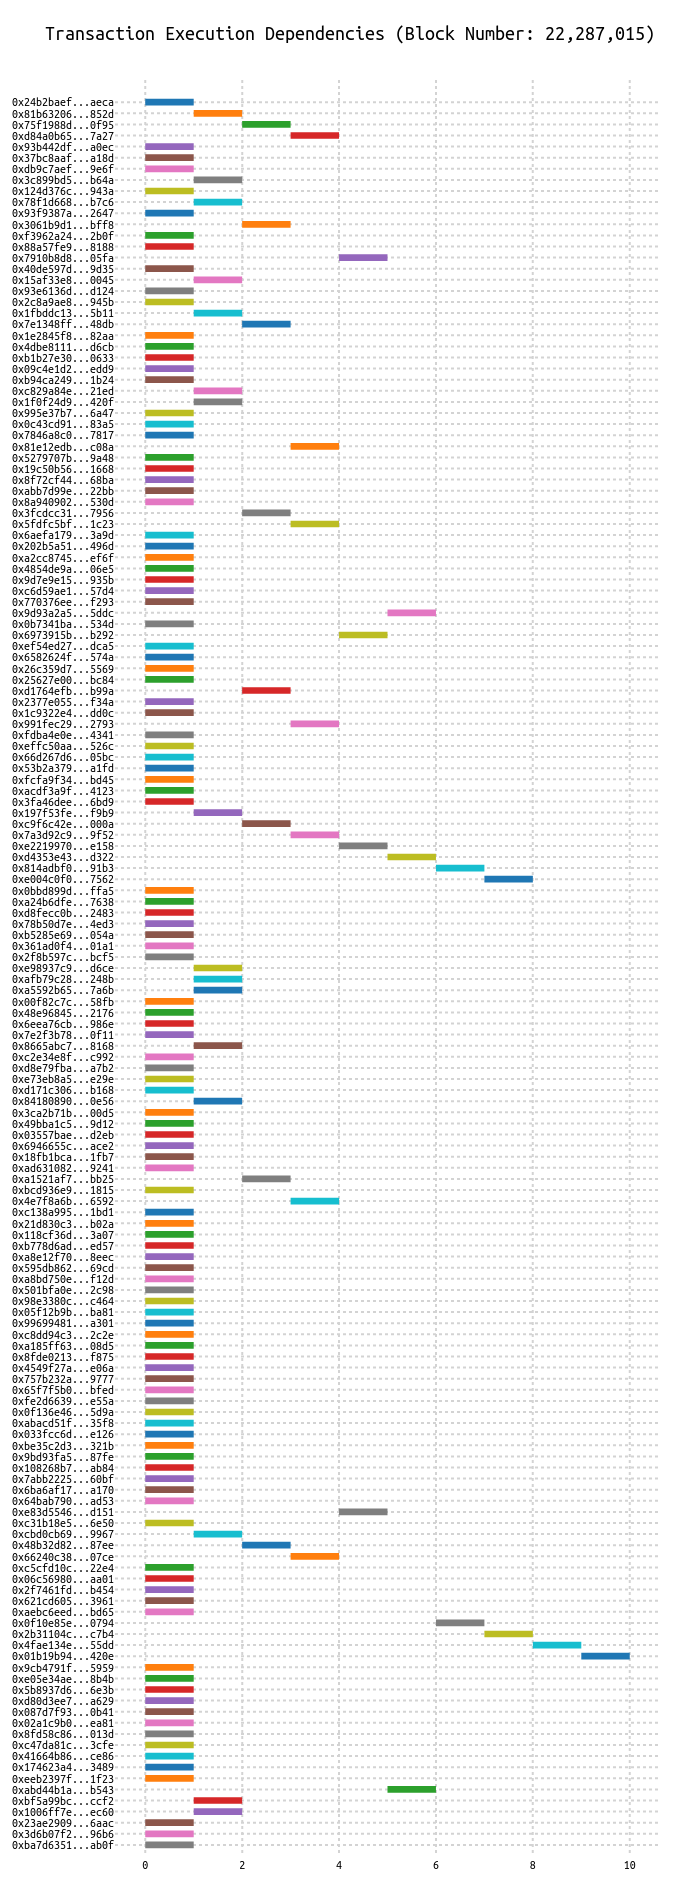 Transaction Execution Dependencies (Block Number: 22,287,015)
0x24b2baef...aeca
0x81b63206...852d
0x75f1988d...0f95
0xd84a0b65...7a27
0x93b442df...a0ec
0x37bc8aaf...a18d
0xdb9c7aef...9e6f
0x3c899bd5...b64a
0x124d376c...943a
0x78f1d668...b7c6
0x93f9387a...2647
0x3061b9d1...bff8
0xf3962a24...2b0f
0x88a57fe9...8188
0x7910b8d8...05fa
0x40de597d...9d35
0x15af33e8...0045
0x93e6136d...d124
0x2c8a9ae8...945b
0x1fbddc13...5b11
0x7e1348ff...48db
0x1e2845f8...82aa
0x4dbe8111...d6cb
0xb1b27e30...0633
0x09c4e1d2...edd9
0xb94ca249...1b24
0xc829a84e...21ed
0x1f0f24d9...420f
0x995e37b7...6a47
0x0c43cd91...83a5
0x7846a8c0...7817
0x81e12edb...c08a
0x5279707b...9a48
0x19c50b56...1668
0x8f72cf44...68ba
0xabb7d99e...22bb
0x8a940902...530d
0x3fcdcc31...7956
0x5fdfc5bf...1c23
0x6aefa179...3a9d
0x202b5a51...496d
0xa2cc8745...ef6f
0x4854de9a...06e5
0x9d7e9e15...935b
0xc6d59ae1...57d4
0x770376ee...f293
0x9d93a2a5...5ddc
0x0b7341ba...534d
0x6973915b...b292
0xef54ed27...dca5
0x6582624f...574a
0x26c359d7...5569
0x25627e00...bc84
0xd1764efb...b99a
0x2377e055...f34a
0x1c9322e4...dd0c
0x991fec29...2793
0xfdba4e0e...4341
0xeffc50aa...526c
0x66d267d6...05bc
0x53b2a379...a1fd
0xfcfa9f34...bd45
0xacdf3a9f...4123
0x3fa46dee...6bd9
0x197f53fe...f9b9
0xc9f6c42e...000a
0x7a3d92c9...9f52
0xe2219970...e158
0xd4353e43...d322
0x814adbf0...91b3
0xe004c0f0...7562
0x0bbd899d...ffa5
0xa24b6dfe...7638
0xd8fecc0b...2483
0x78b50d7e...4ed3
0xb5285e69...054a
0x361ad0f4...01a1
0x2f8b597c...bcf5
0xe98937c9...d6ce
0xafb79c28...248b
0xa5592b65...7a6b
0x00f82c7c...58fb
0x48e96845...2176
0x6eea76cb...986e
0x7e2f3b78...0f11
0x8665abc7...8168
0xc2e34e8f...c992
0xd8e79fba...a7b2
0xe73eb8a5...e29e
0xd171c306...b168
0x84180890...0e56
0x3ca2b71b...00d5
0x49bba1c5...9d12
0x03557bae...d2eb
0x6946655c...ace2
0x18fb1bca...1fb7
0xad631082...9241
0xa1521af7...bb25
0xbcd936e9...1815
0x4e7f8a6b...6592
0xc138a995...1bd1
0x21d830c3...b02a
0x118cf36d...3a07
0xb778d6ad...ed57
0xa8e12f70...8eec
0x595db862...69cd
0xa8bd750e...f12d
0x501bfa0e...2c98
0x98e3380c...c464
0x05f12b9b...ba81
0x99699481...a301
0xc8dd94c3...2c2e
0xa185ff63...08d5
0x8fde0213...f875
0x4549f27a...e06a
0x757b232a...9777
0x65f7f5b0...bfed
0xfe2d6639...e55a
0x0f136e46...5d9a
0xabacd51f...35f8
0x033fcc6d...e126
0xbe35c2d3...321b
0x9bd93fa5...87fe
0x108268b7...ab84
0x7abb2225...60bf
0x6ba6af17...a170
0x64bab790...ad53
0xe83d5546...d151
0xc31b18e5...6e50
0xcbd0cb69...9967
0x48b32d82...87ee
0x66240c38...07ce
0xc5cfd10c...22e4
0x06c56980...aa01
0x2f7461fd...b454
0x621cd605...3961
0xaebc6eed...bd65
0x0f10e85e...0794
0x2b31104c...c7b4
0x4fae134e...55dd
0x01b19b94...420e
0x9cb4791f...5959
0xe05e34ae...8b4b
0x5b8937d6...6e3b
0xd80d3ee7...a629
0x087d7f93...0b41
0x02a1c9b0...ea81
0x8fd58c86...013d
0xc47da81c...3cfe
0x41664b86...ce86
0x174623a4...3489
0xeeb2397f...1f23
0xabd44b1a...b543
0xbf5a99bc...ccf2
0x1006ff7e...ec60
0x23ae2909...6aac
0x3d6b07f2...96b6
0xba7d6351...ab0f
0 2 4 6 8 10